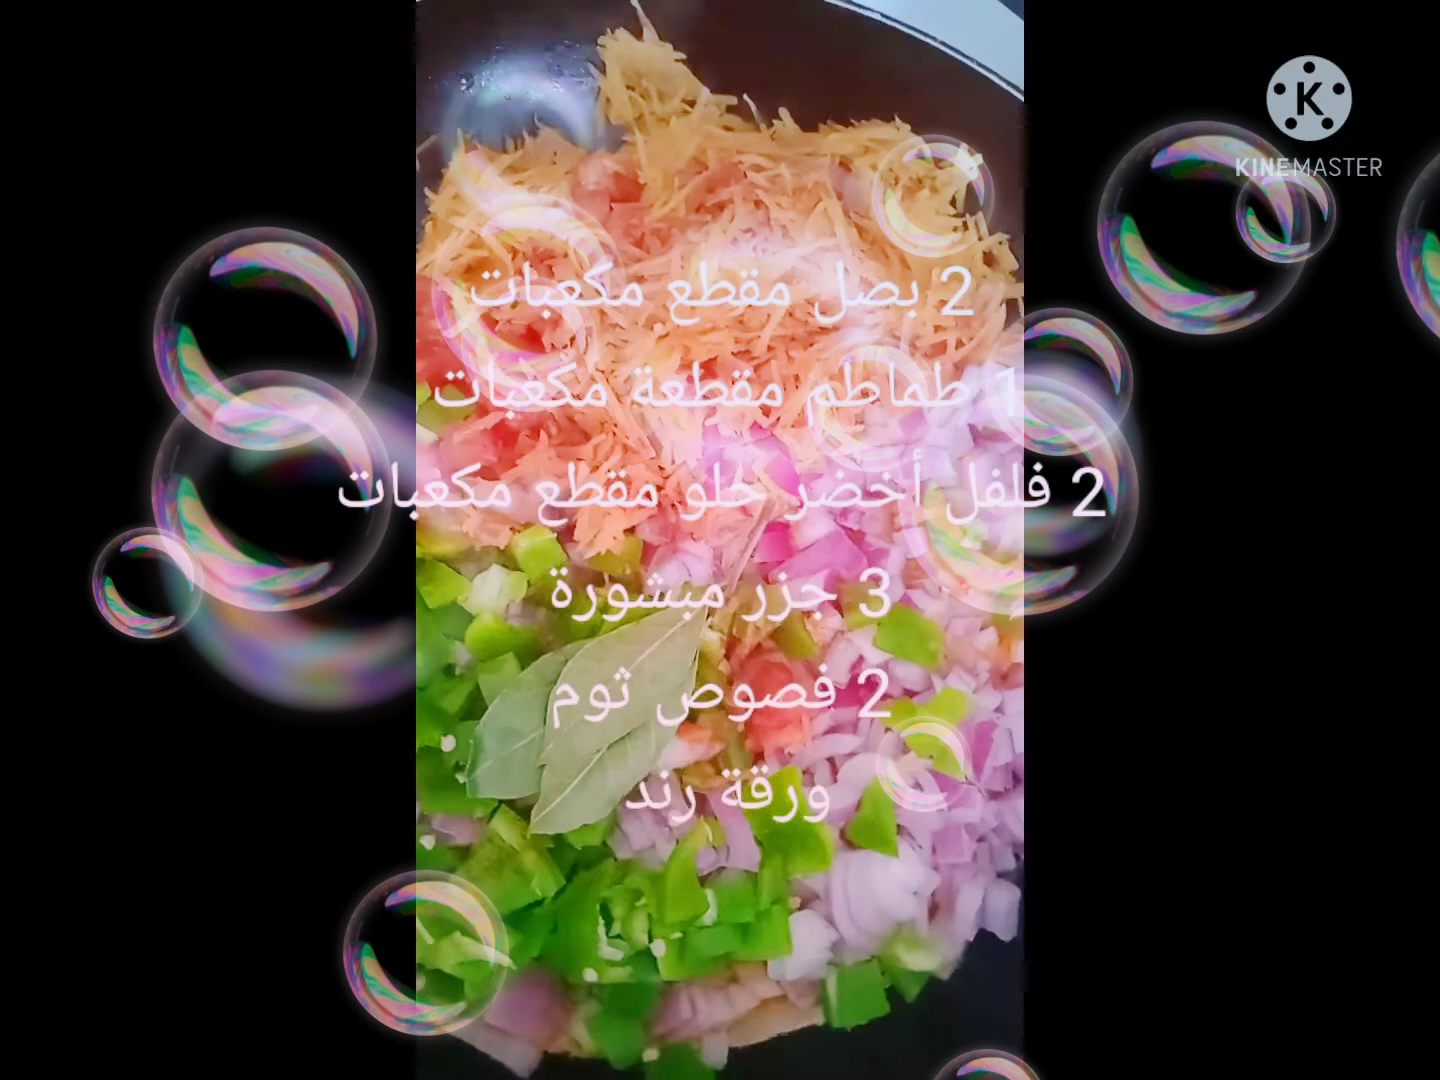 K
KINEMASTER
2 بصل مقطع مكعبات
1 طماطم مقطعة مكعبات
2 فلفل أخضر حلو مقطع مكعبات
3 جزر مبشورة
2 فصوص ثوم
ورقة رند